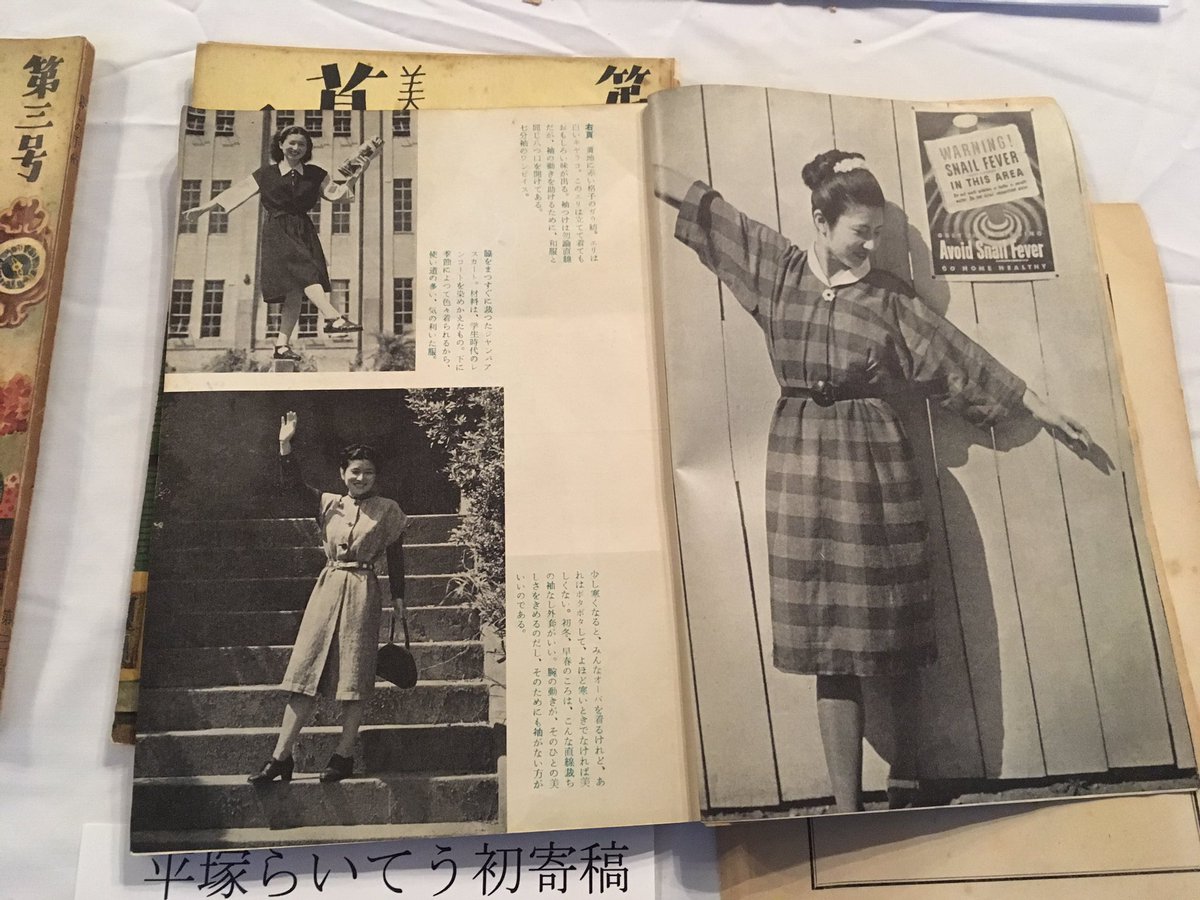 第三号
美
右頁 黄地に赤い格子のガラ紡。エリは
白いキャラコ。このエリは立てて着ても
おもしろい味が出る。袖つけは勿論直線
だが、袖の動きを助けるために、和服と
同じ八つ口を開けてある。
七分袖のワンピイス。
脇をまつすぐに裁つたジャンパア
スカート。材料は、学生時代のレ
ンコートを染めかえたもの。下に
季節によつて色々着られるから、
使い道の多い、気の利いた服。
少し寒くなると、みんなオーバを着るけれど、あ
れはボタボタして、よほど寒いときでなければ美
しくない。初冬、早春のころは、こんな直線裁ち
の袖なし外套がいい。腕の動きが、そのひとの美
しさをきめるのだし、そのためにも袖がない方が
いいのである。
WARNING!
SNAIL FEVER
IN THIS AREA
Avoid Snail Fever
GO HOME HEALTHY
平塚らいてう初寄稿